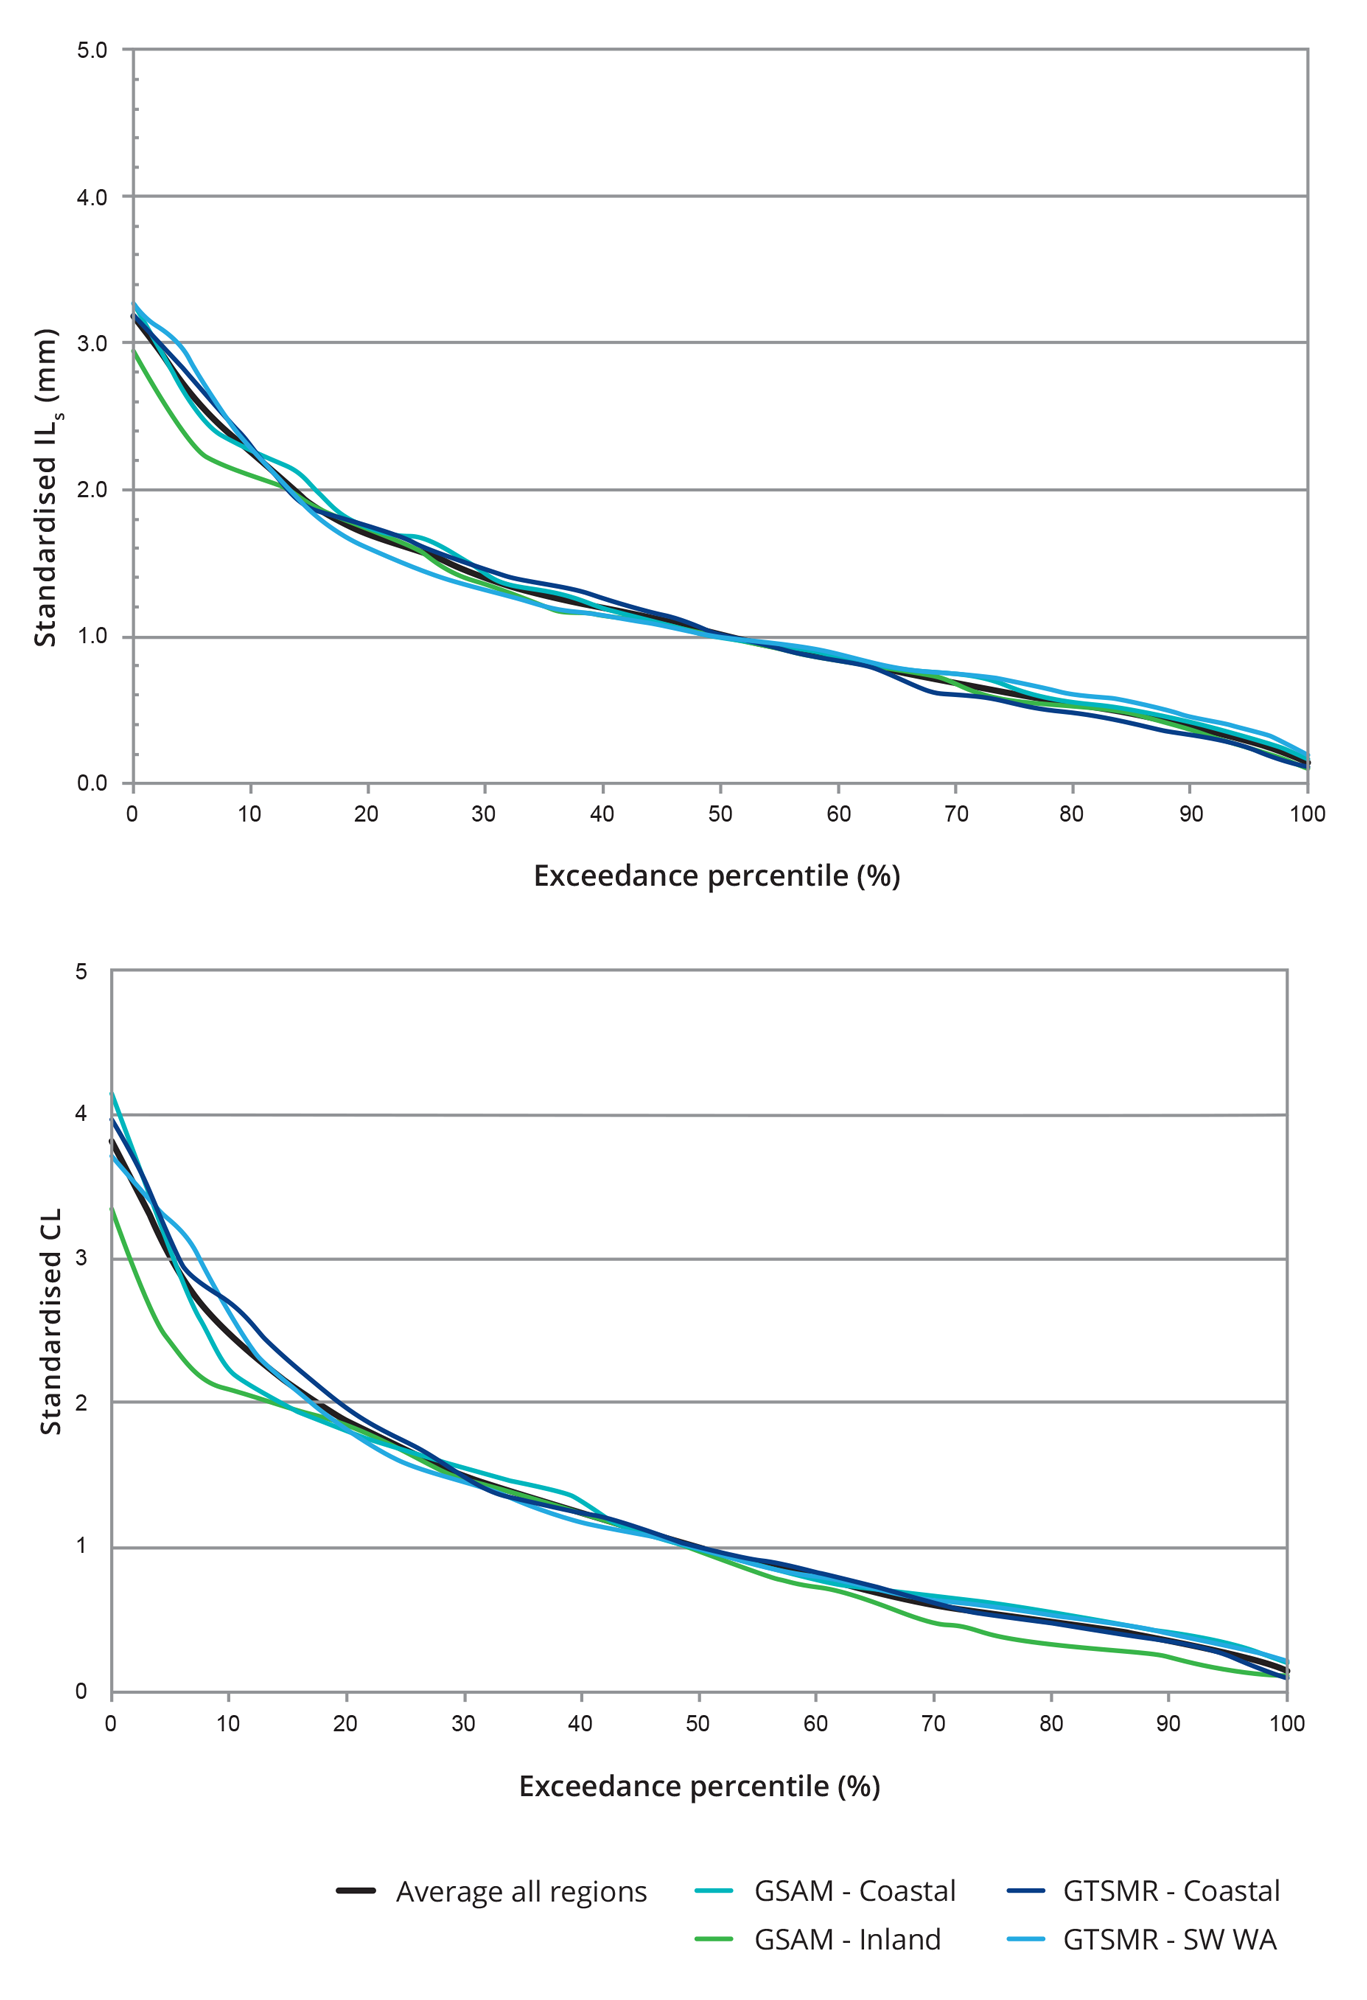 5.0
4.0
3.0
2.0
1.0
0.0
Standardised ILs (mm)
0 10 20 30 40 50 60 70 80 90 100
Exceedance percentile (%)
5
4
3
2
1
0
Standardised CL
0 10 20 30 40 50 60 70 80 90 100
Exceedance percentile (%)
Average all regions GSAM - Coastal GTSMR - Coastal
GSAM - Inland GTSMR - SW WA